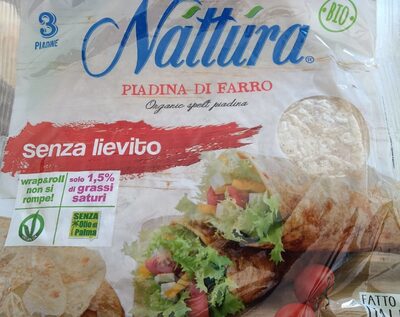 3
PIADINE
Náttúra®
BIO
PIADINA DI FARRO
Organic spelt piadina
senza lievito
wrap&roll
non si
rompe!
solo 1,5%
di grassi
saturi
SENZA
Olio di
Palma
FATTO